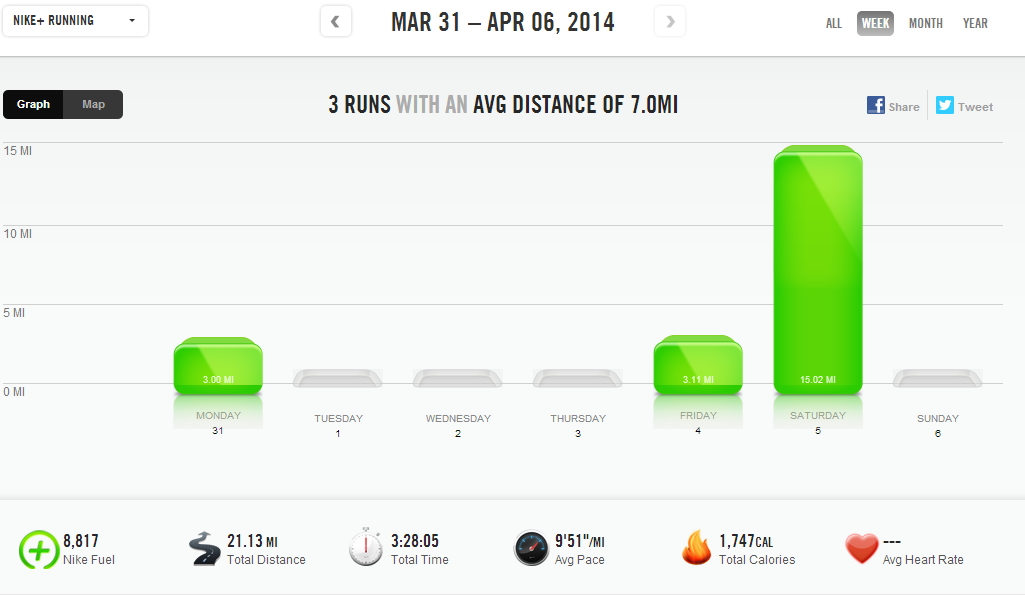 NIKE+ RUNNING
MAR 31 – APR 06, 2014
ALL WEEK MONTH YEAR
Graph Map
3 RUNS WITH AN AVG DISTANCE OF 7.0MI
Share Tweet
15 MI
10 MI
5 MI
0 MI
3.00 MI 3.11 MI 15.02 MI
MONDAY TUESDAY WEDNESDAY THURSDAY FRIDAY SATURDAY SUNDAY
31 1 2 3 4 5 6
8,817 21.13 MI 3:28:05 9'51"/MI 1,747CAL ---
Nike Fuel Total Distance Total Time Avg Pace Total Calories Avg Heart Rate